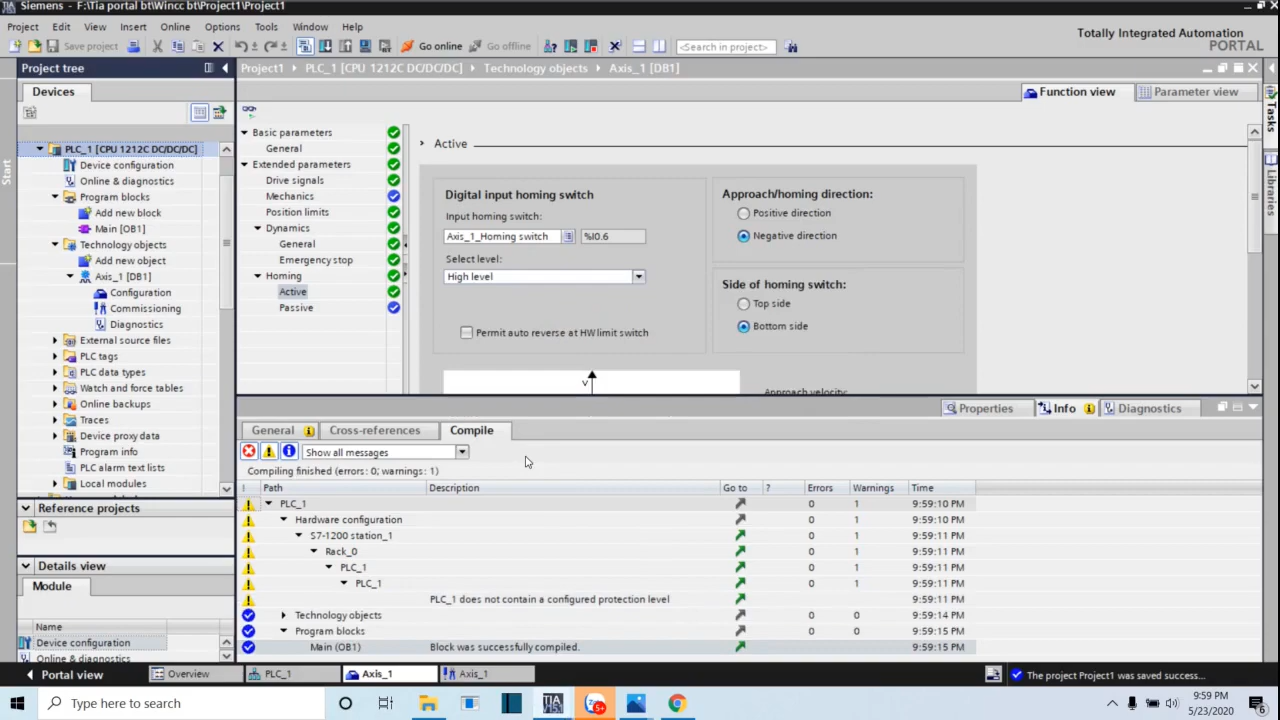 Siemens - F:\Tia portal bt\Wincc bt\Project1\Project1
Project Edit View Insert Online Options Tools Window Help
Save project Go online Go offline <Search in project>
Totally Integrated Automation
PORTAL
Project tree
Project1 PLC_1 [CPU 1212C DC/DC/DC] Technology objects Axis_1 [DB1]
Devices
Function view Parameter view
Start
Tasks
Libraries
PLC_1 [CPU 1212C DC/DC/DC]
Device configuration
Online & diagnostics
Program blocks
Add new block
Main [OB1]
Technology objects
Add new object
Axis_1 [DB1]
Configuration
Commissioning
Diagnostics
External source files
PLC tags
PLC data types
Watch and force tables
Online backups
Traces
Device proxy data
Program info
PLC alarm text lists
Local modules
Reference projects
Details view
Module
Name
Device configuration
Online & diagnostics
Basic parameters
General
Extended parameters
Drive signals
Mechanics
Position limits
Dynamics
General
Emergency stop
Homing
Active
Passive
Active
Digital input homing switch
Input homing switch:
Axis_1_Homing switch %I0.6
Select level:
High level
Permit auto reverse at HW limit switch
Approach/homing direction:
Positive direction
Negative direction
Side of homing switch:
Top side
Bottom side
v
Approach velocity:
Properties Info Diagnostics
General Cross-references Compile
Show all messages
Compiling finished (errors: 0; warnings: 1)
! Path Description Go to ? Errors Warnings Time
PLC_1 0 1 9:59:10 PM
Hardware configuration 0 1 9:59:10 PM
S7-1200 station_1 0 1 9:59:11 PM
Rack_0 0 1 9:59:11 PM
PLC_1 0 1 9:59:11 PM
PLC_1 0 1 9:59:11 PM
PLC_1 does not contain a configured protection level 9:59:11 PM
Technology objects 0 0 9:59:14 PM
Program blocks 0 0 9:59:15 PM
Main (OB1) Block was successfully compiled. 9:59:15 PM
Portal view Overview PLC_1 Axis_1 Axis_1 The project Project1 was saved success...
Type here to search
5+
9:59 PM
5/23/2020
6